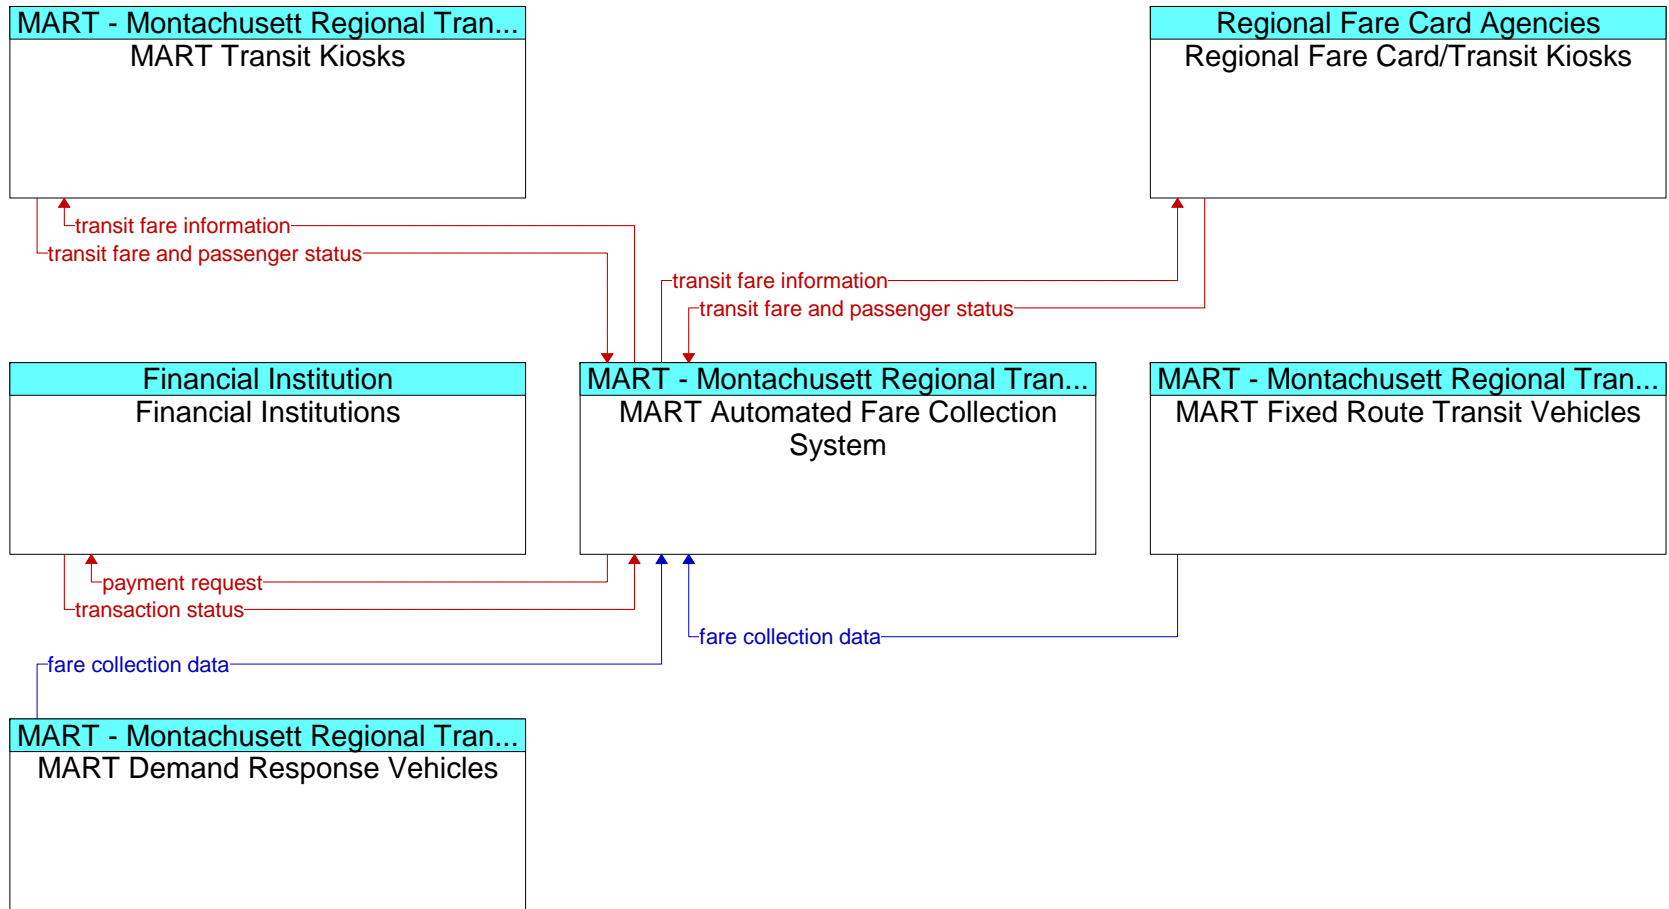 MART - Montachusett Regional Tran...
MART Transit Kiosks
Regional Fare Card Agencies
Regional Fare Card/Transit Kiosks
transit fare information
transit fare and passenger status
transit fare information
transit fare and passenger status
Financial Institution
Financial Institutions
MART - Montachusett Regional Tran...
MART Automated Fare Collection
System
MART - Montachusett Regional Tran...
MART Fixed Route Transit Vehicles
payment request
transaction status
fare collection data
fare collection data
MART - Montachusett Regional Tran...
MART Demand Response Vehicles